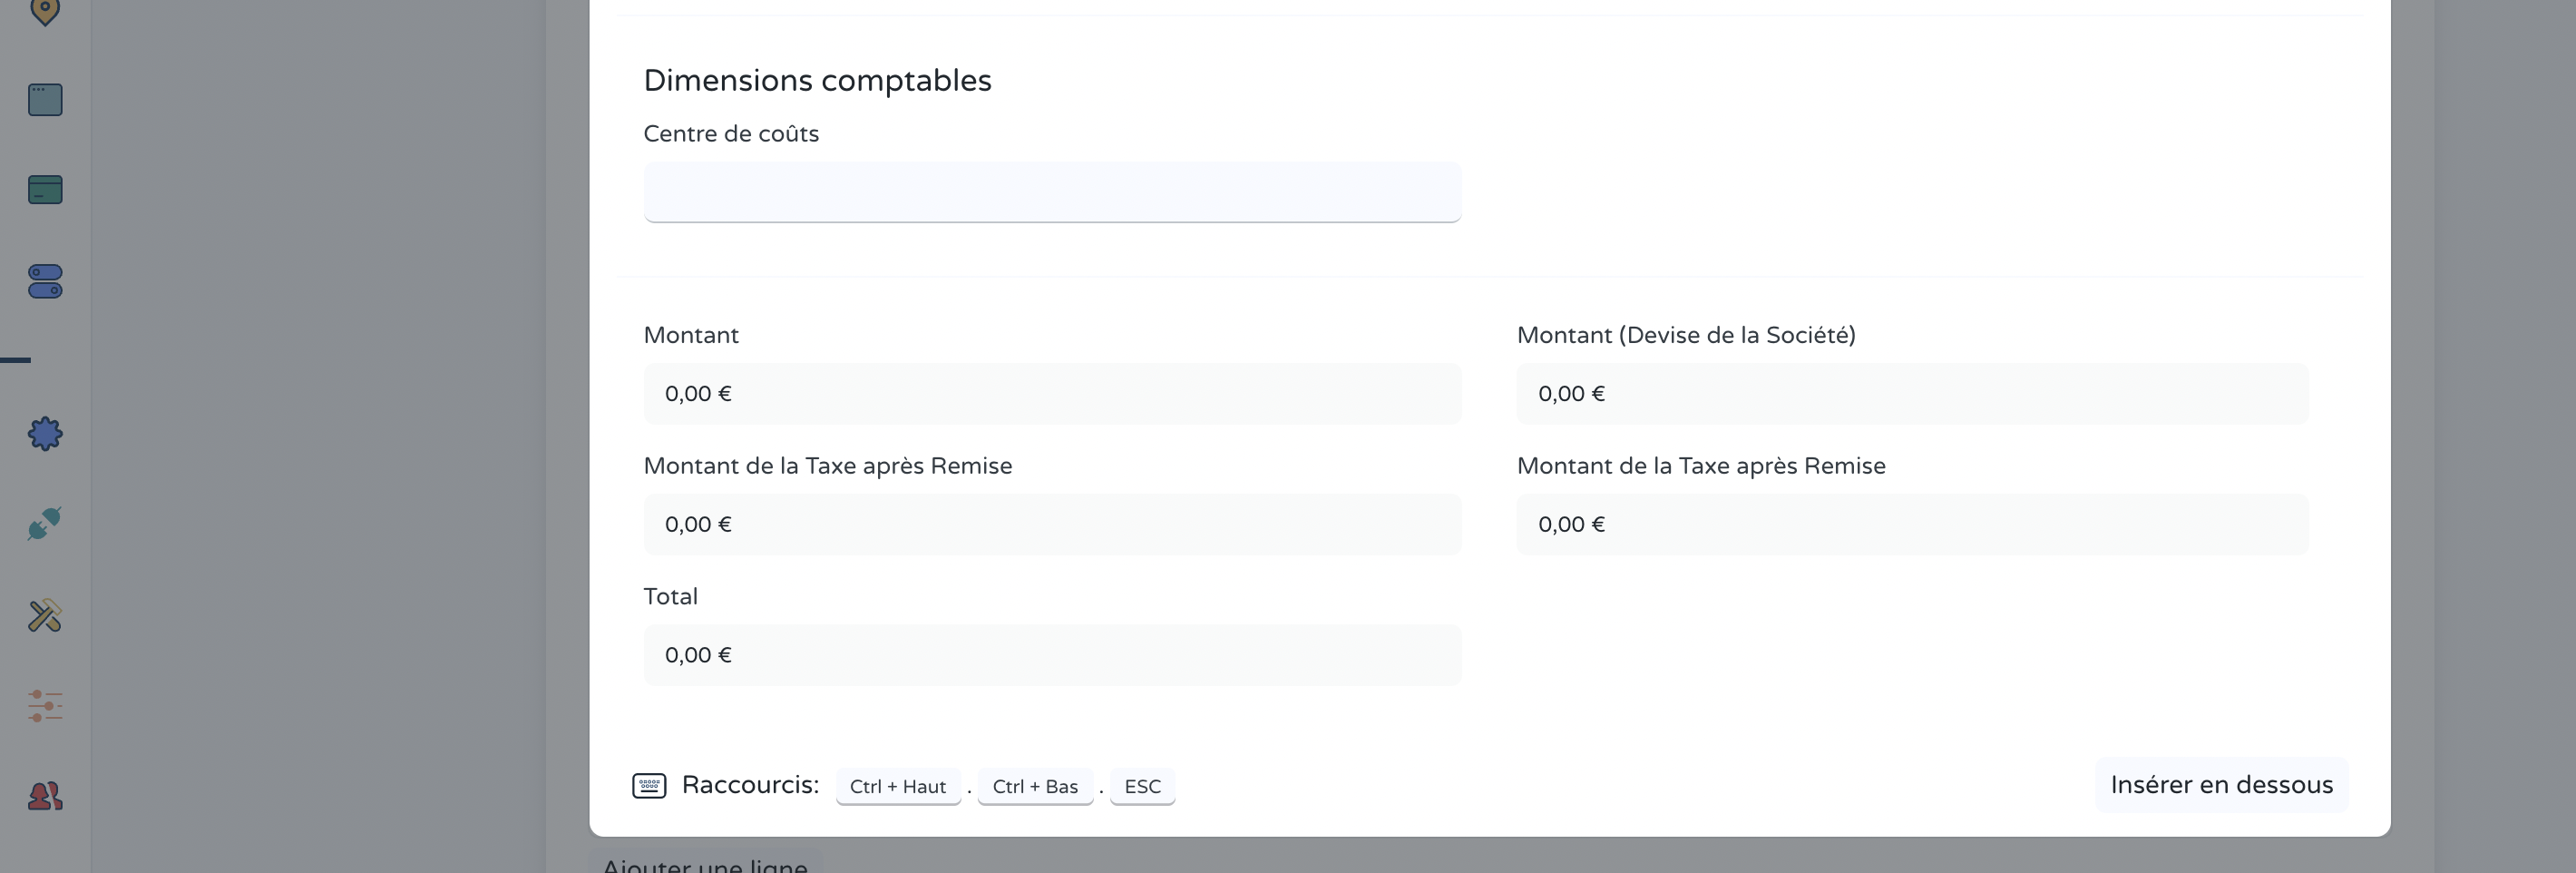 Dimensions comptables
Centre de coûts
Montant
Montant (Devise de la Société)
0,00 €
0,00 €
Montant de la Taxe après Remise
Montant de la Taxe après Remise
0,00 €
0,00 €
Total
0,00 €
Raccourcis: Ctrl + Haut . Ctrl + Bas . ESC
Insérer en dessous
Ajouter une ligne